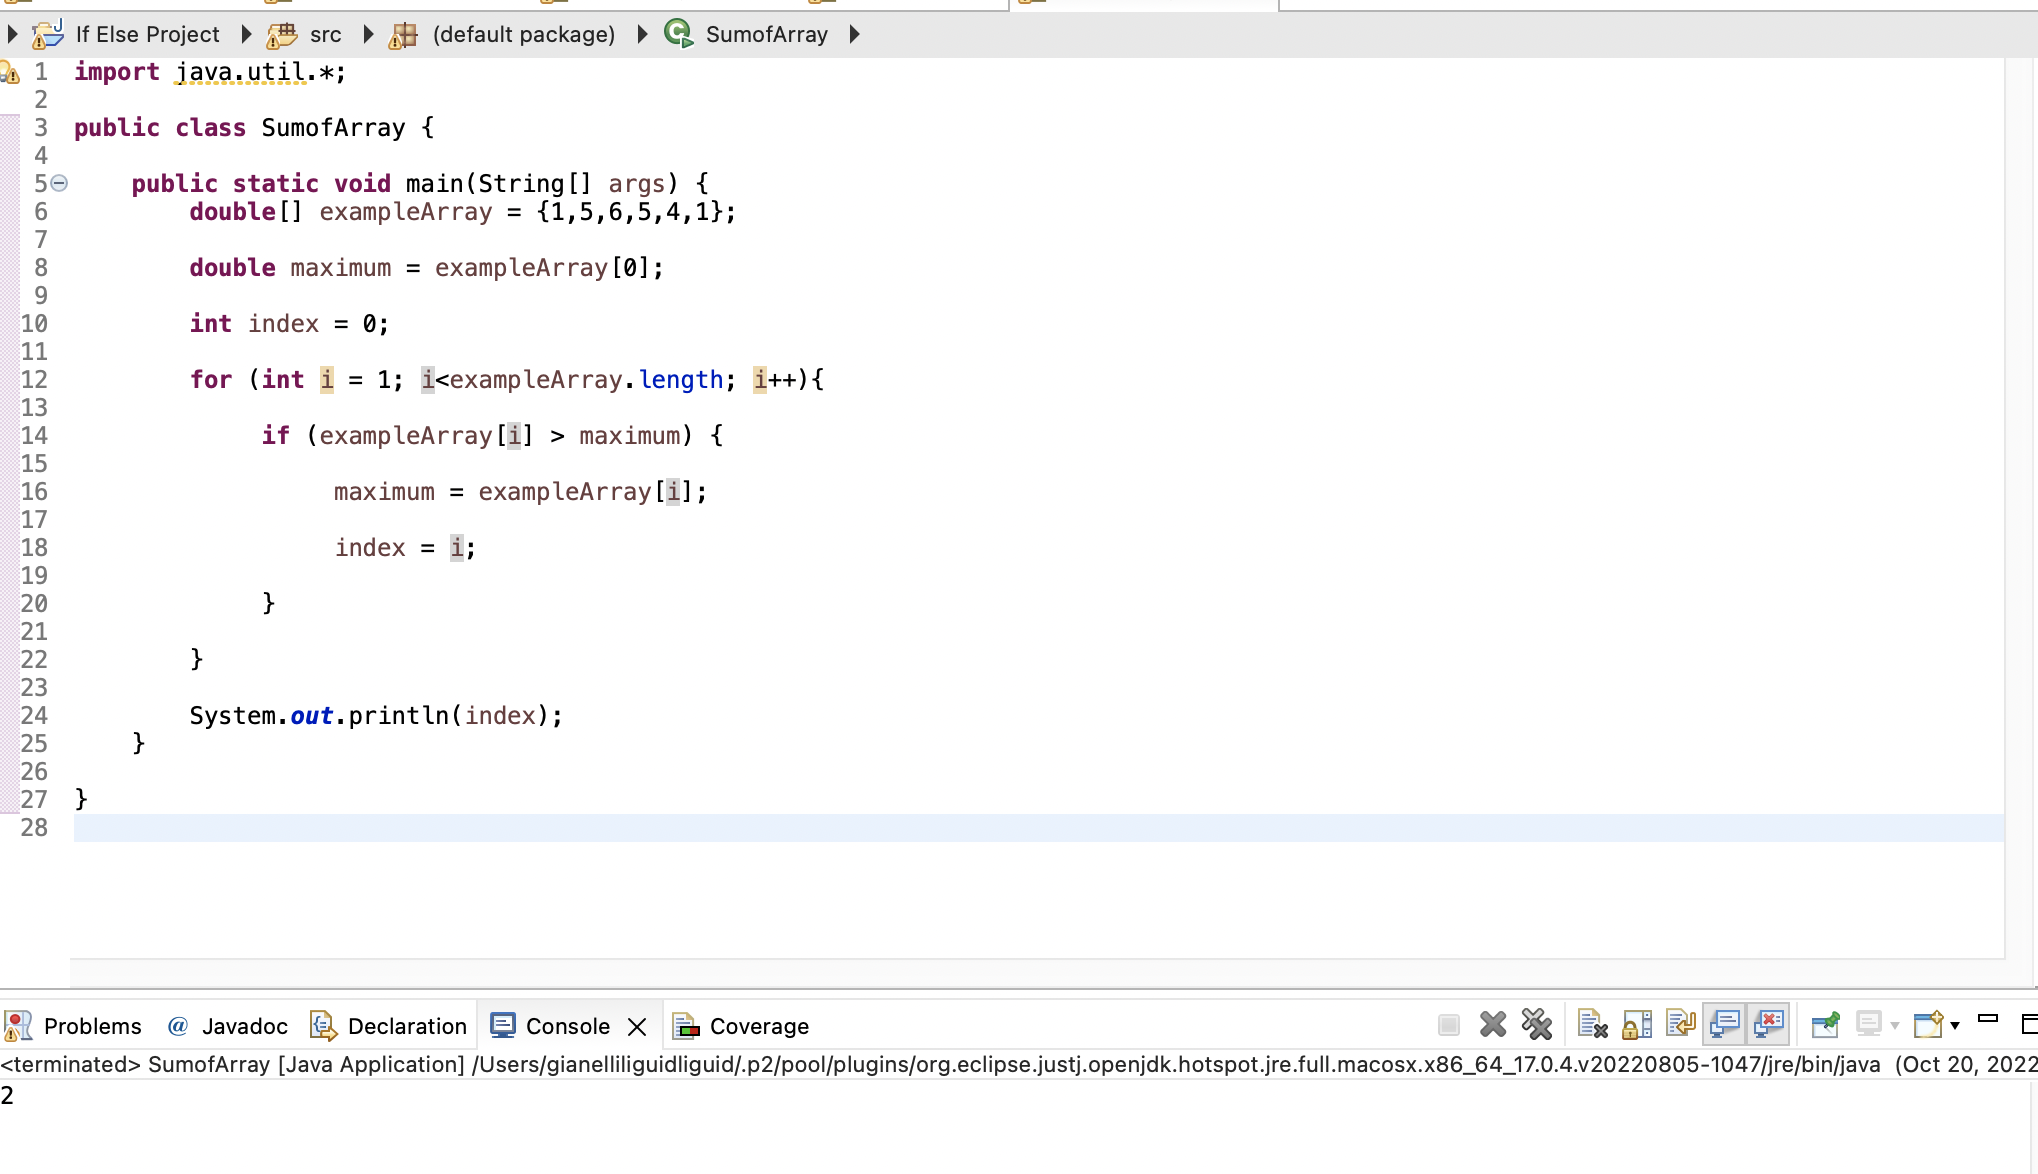 If Else Project src (default package) SumofArray
1 import java.util.*;
2
3 public class SumofArray {
4
5 public static void main(String[] args) {
6 double[] exampleArray = {1,5,6,5,4,1};
7
8 double maximum = exampleArray[0];
9
10 int index = 0;
11
12 for (int i = 1; i<exampleArray.length; i++){
13
14 if (exampleArray[i] > maximum) {
15
16 maximum = exampleArray[i];
17
18 index = i;
19
20 }
21
22 }
23
24 System.out.println(index);
25 }
26
27 }
28
Problems @ Javadoc Declaration Console Coverage
<terminated> SumofArray [Java Application] /Users/gianelliliguidliguid/.p2/pool/plugins/org.eclipse.justj.openjdk.hotspot.jre.full.macosx.x86_64_17.0.4.v20220805-1047/jre/bin/java (Oct 20, 2022
2